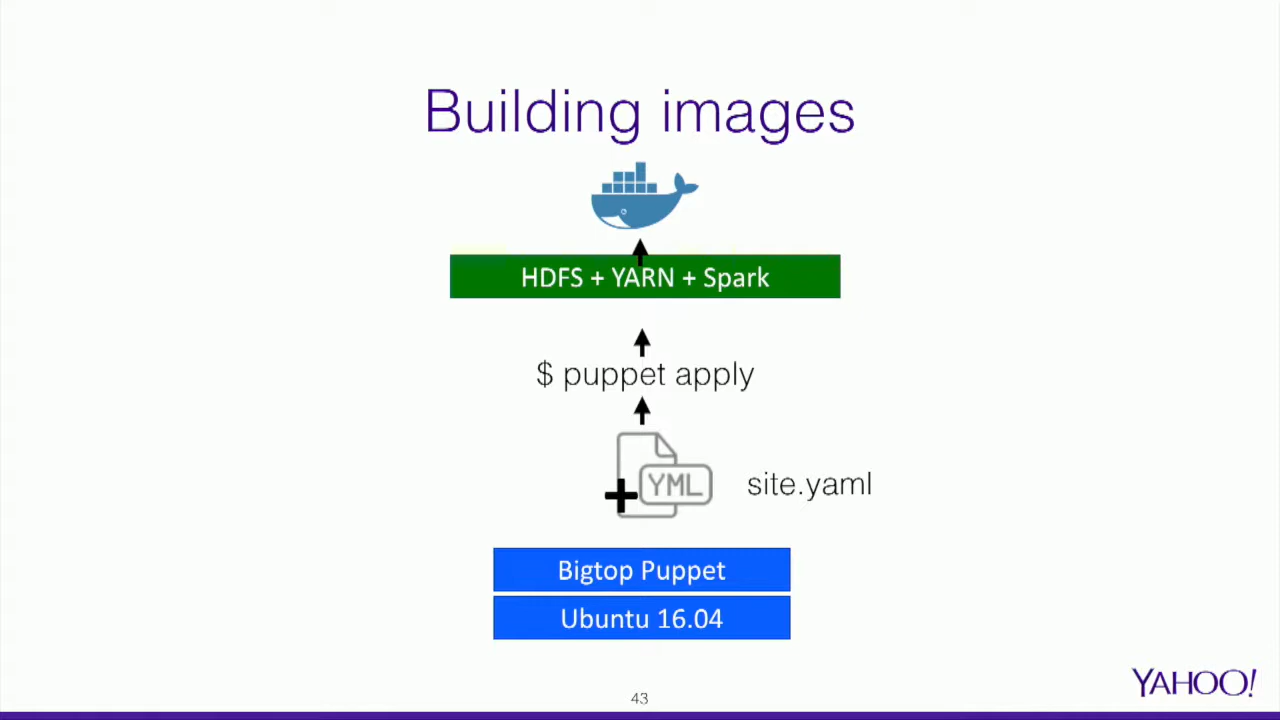 Building images
HDFS + YARN + Spark
$ puppet apply
YML
site.yaml
Bigtop Puppet
Ubuntu 16.04
43
YAHOO!